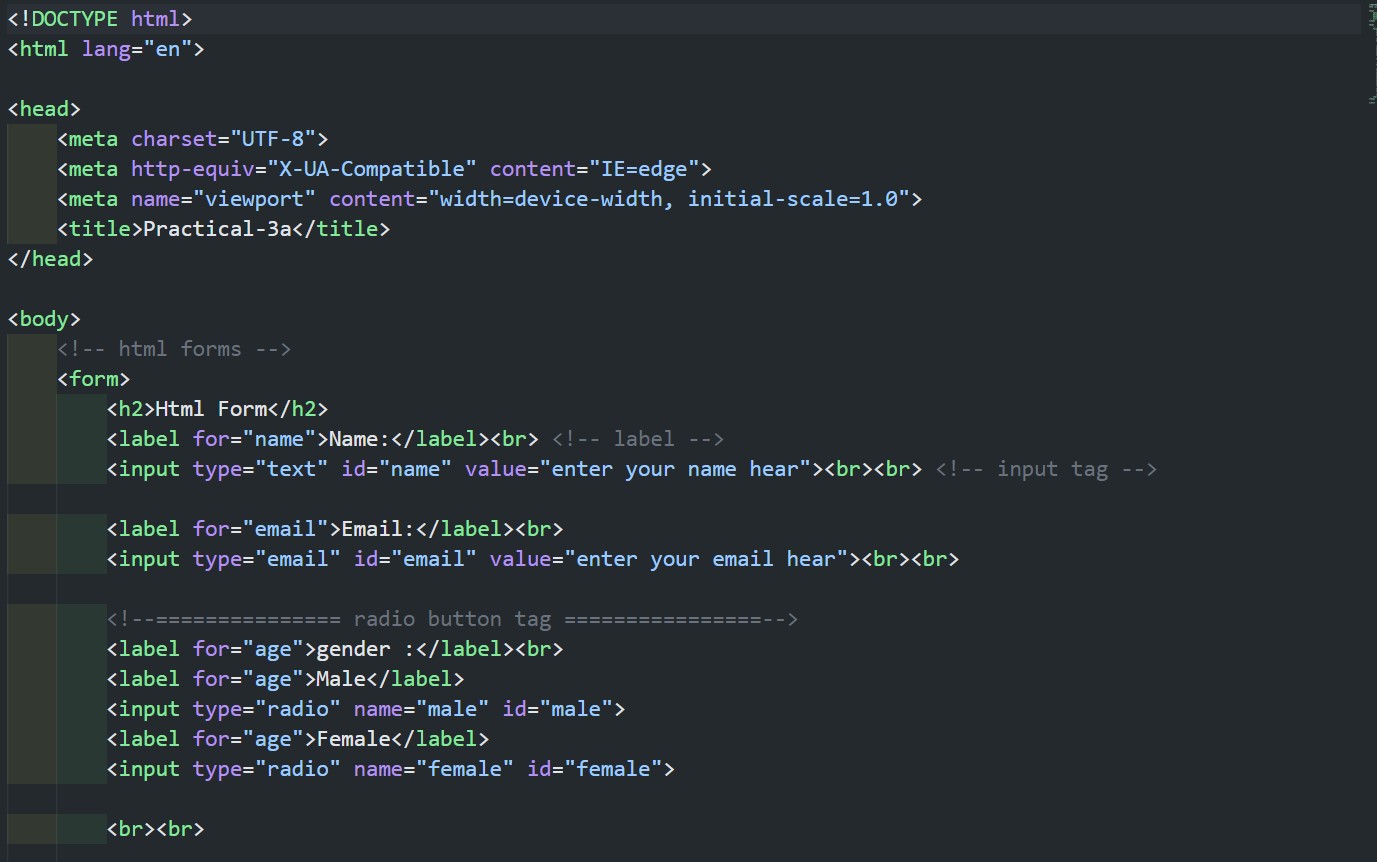 <!DOCTYPE html>
<html lang="en">
<head>
<meta charset="UTF-8">
<meta http-equiv="X-UA-Compatible" content="IE=edge">
<meta name="viewport" content="width=device-width, initial-scale=1.0">
<title>Practical-3a</title>
</head>
<body>
<!-- html forms -->
<form>
<h2>Html Form</h2>
<label for="name">Name:</label><br> <!-- label -->
<input type="text" id="name" value="enter your name hear"><br><br> <!-- input tag -->
<label for="email">Email:</label><br>
<input type="email" id="email" value="enter your email hear"><br><br>
<!--=============== radio button tag ================-->
<label for="age">gender :</label><br>
<label for="age">Male</label>
<input type="radio" name="male" id="male">
<label for="age">Female</label>
<input type="radio" name="female" id="female">
<br><br>